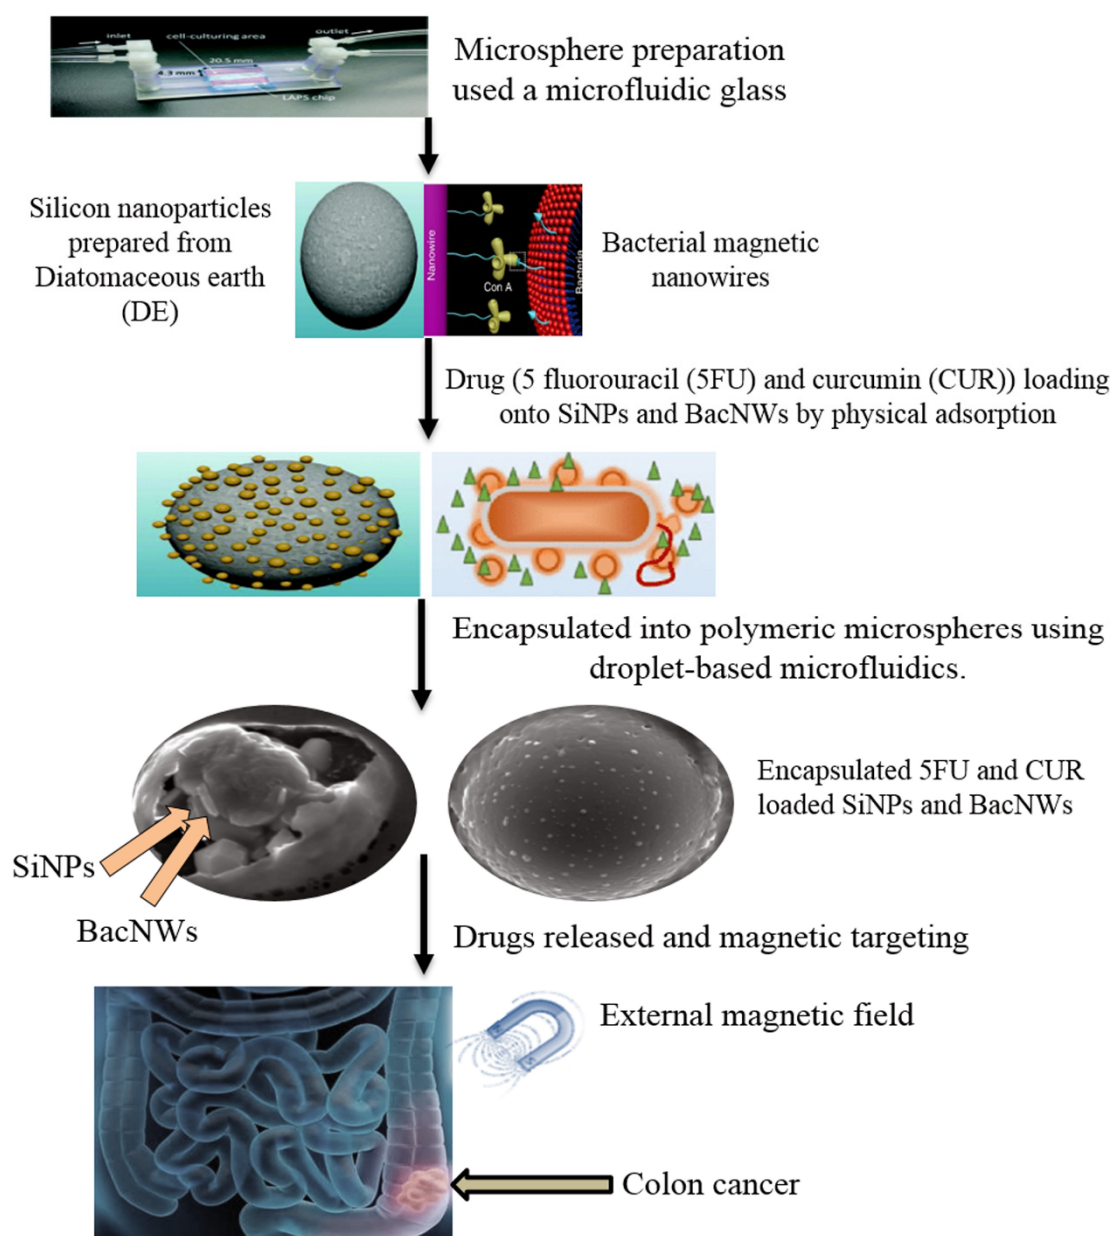 inlet
cell-culturing area
outlet
20.5 mm
4.3 mm
LAPS chip
Microsphere preparation
used a microfluidic glass
Silicon nanoparticles
prepared from
Diatomaceous earth
(DE)
Nanowire
Con A
Bacteria
Bacterial magnetic
nanowires
Drug (5 fluorouracil (5FU) and curcumin (CUR)) loading
onto SiNPs and BacNWs by physical adsorption
Encapsulated into polymeric microspheres using
droplet-based microfluidics.
Encapsulated 5FU and CUR
loaded SiNPs and BacNWs
SiNPs
BacNWs
Drugs released and magnetic targeting
External magnetic field
Colon cancer